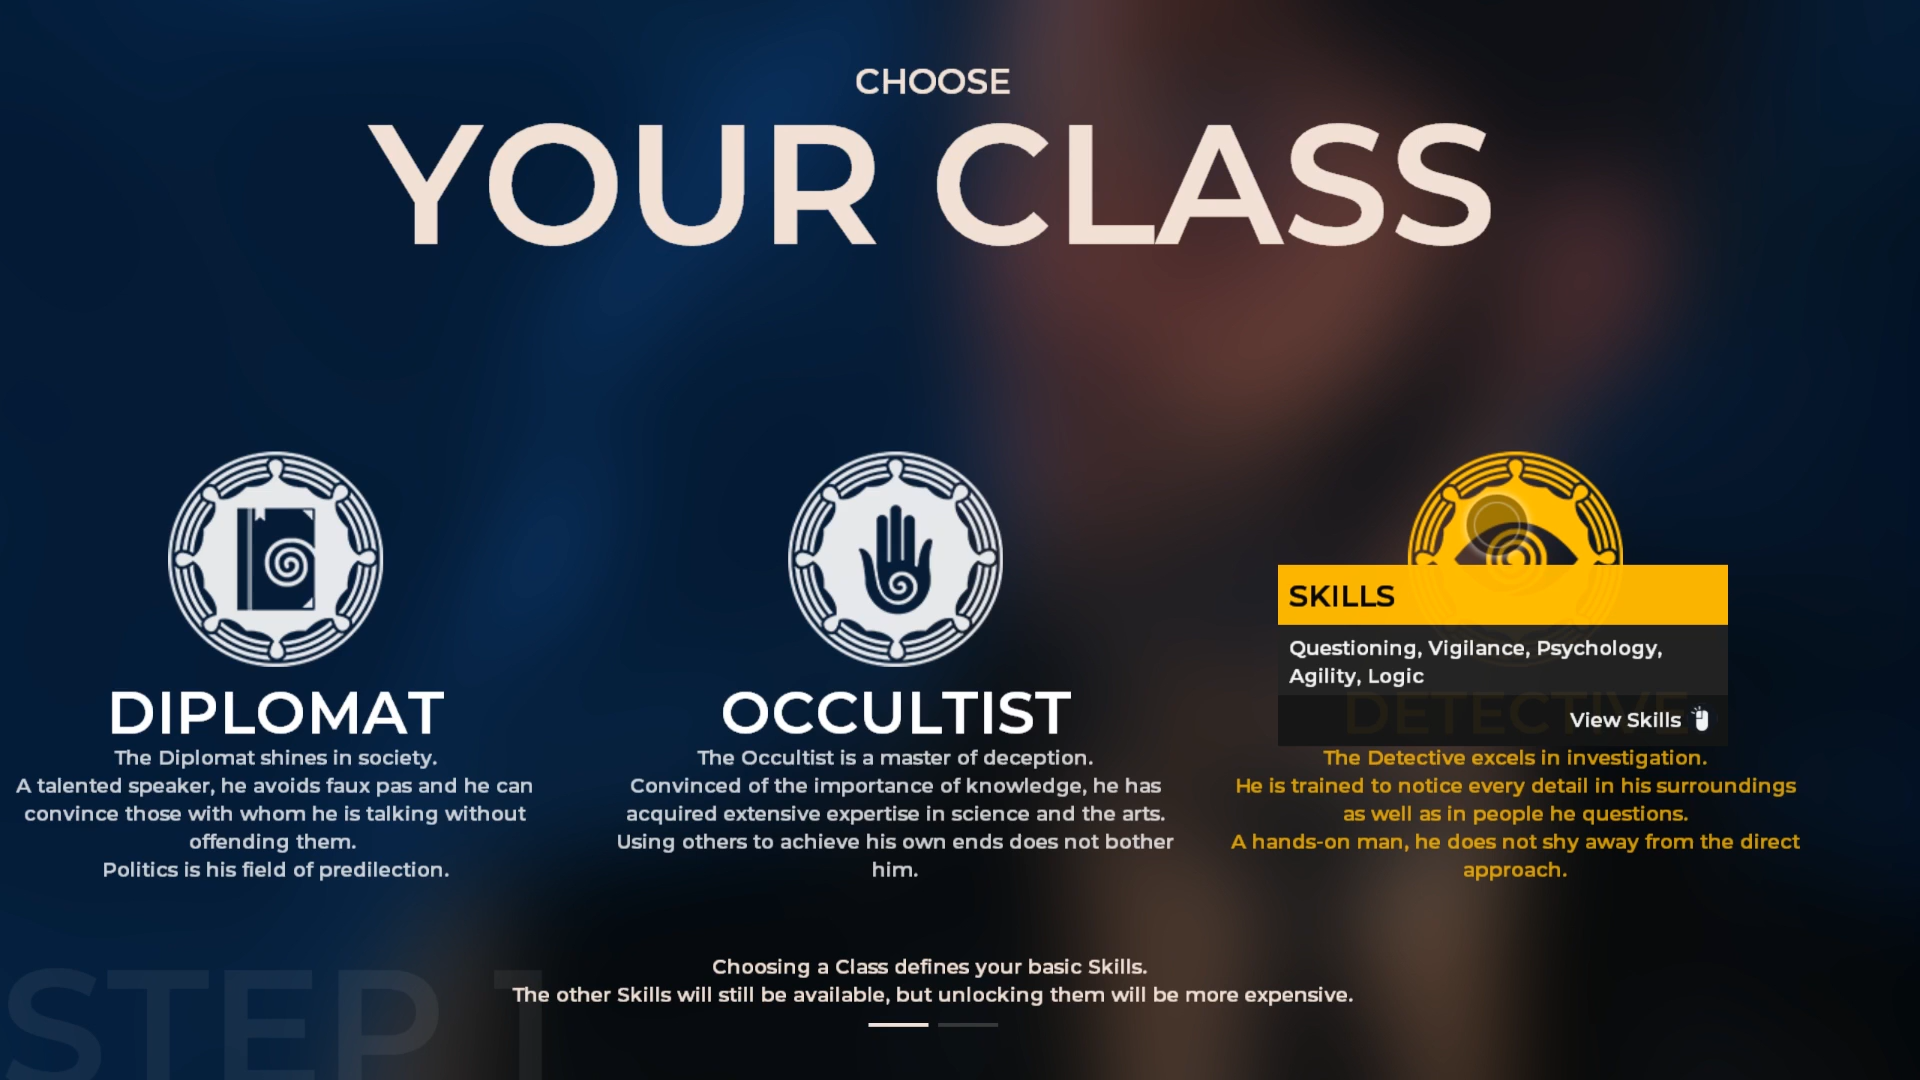 CHOOSE
YOUR CLASS
DIPLOMAT
The Diplomat shines in society.
A talented speaker, he avoids faux pas and he can
convince those with whom he is talking without
offending them.
Politics is his field of predilection.
OCCULTIST
The Occultist is a master of deception.
Convinced of the importance of knowledge, he has
acquired extensive expertise in science and the arts.
Using others to achieve his own ends does not bother
him.
SKILLS
Questioning, Vigilance, Psychology,
Agility, Logic
View Skills
DETECTIVE
The Detective excels in investigation.
He is trained to notice every detail in his surroundings
as well as in people he questions.
A hands-on man, he does not shy away from the direct
approach.
Choosing a Class defines your basic Skills.
The other Skills will still be available, but unlocking them will be more expensive.
STEP 1